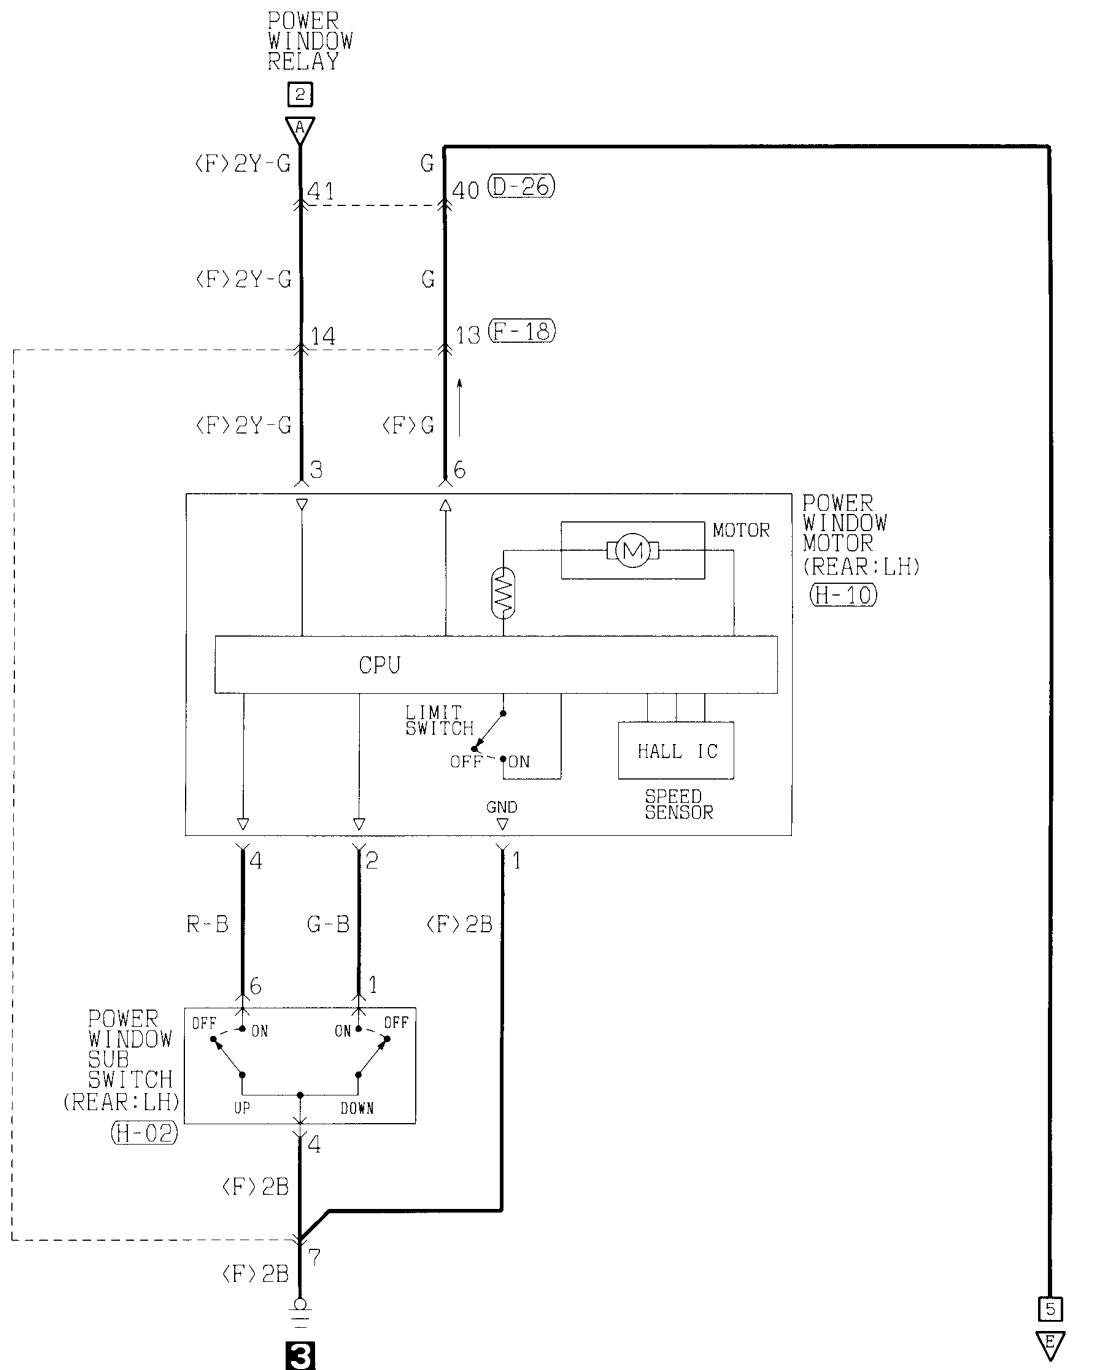 POWER
WINDOW
RELAY
2
A
<F>2Y-G
G
41
40
D-26
<F>2Y-G
G
14
13
F-18
<F>2Y-G
<F>G
3
6
POWER
WINDOW
MOTOR
(REAR:LH)
H-10
MOTOR
M
CPU
LIMIT
SWITCH
OFF
ON
HALL IC
SPEED
SENSOR
GND
4
2
1
R-B
G-B
<F>2B
6
1
POWER
WINDOW
SUB
SWITCH
(REAR:LH)
H-02
OFF
ON
ON
OFF
UP
DOWN
4
<F>2B
7
<F>2B
3
5
E